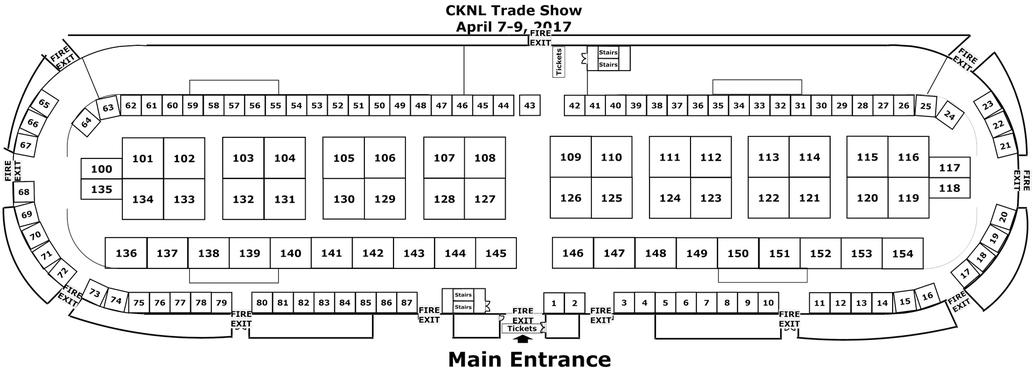 CKNL Trade Show
April 7-9, 2017
FIRE EXIT
FIRE EXIT
FIRE EXIT
Tickets
Stairs
Stairs
65
66
67
64
63 62 61 60 59 58 57 56 55 54 53 52 51 50 49 48 47 46 45 44 43
42 41 40 39 38 37 36 35 34 33 32 31 30 29 28 27 26 25 24
23
22
21
101 102 103 104 105 106 107 108 109 110 111 112 113 114 115 116
FIRE EXIT
100
135
117
118
FIRE EXIT
FIRE EXIT
134 133 132 131 130 129 128 127 126 125 124 123 122 121 120 119
68
69
70
71
72
20
19
18
17
136 137 138 139 140 141 142 143 144 145 146 147 148 149 150 151 152 153 154
FIRE EXIT
73 74 75 76 77 78 79 80 81 82 83 84 85 86 87
Stairs
Stairs
1 2 3 4 5 6 7 8 9 10 11 12 13 14 15 16
FIRE EXIT
FIRE EXIT
FIRE EXIT
FIRE EXIT
FIRE EXIT
FIRE EXIT
Tickets
Main Entrance